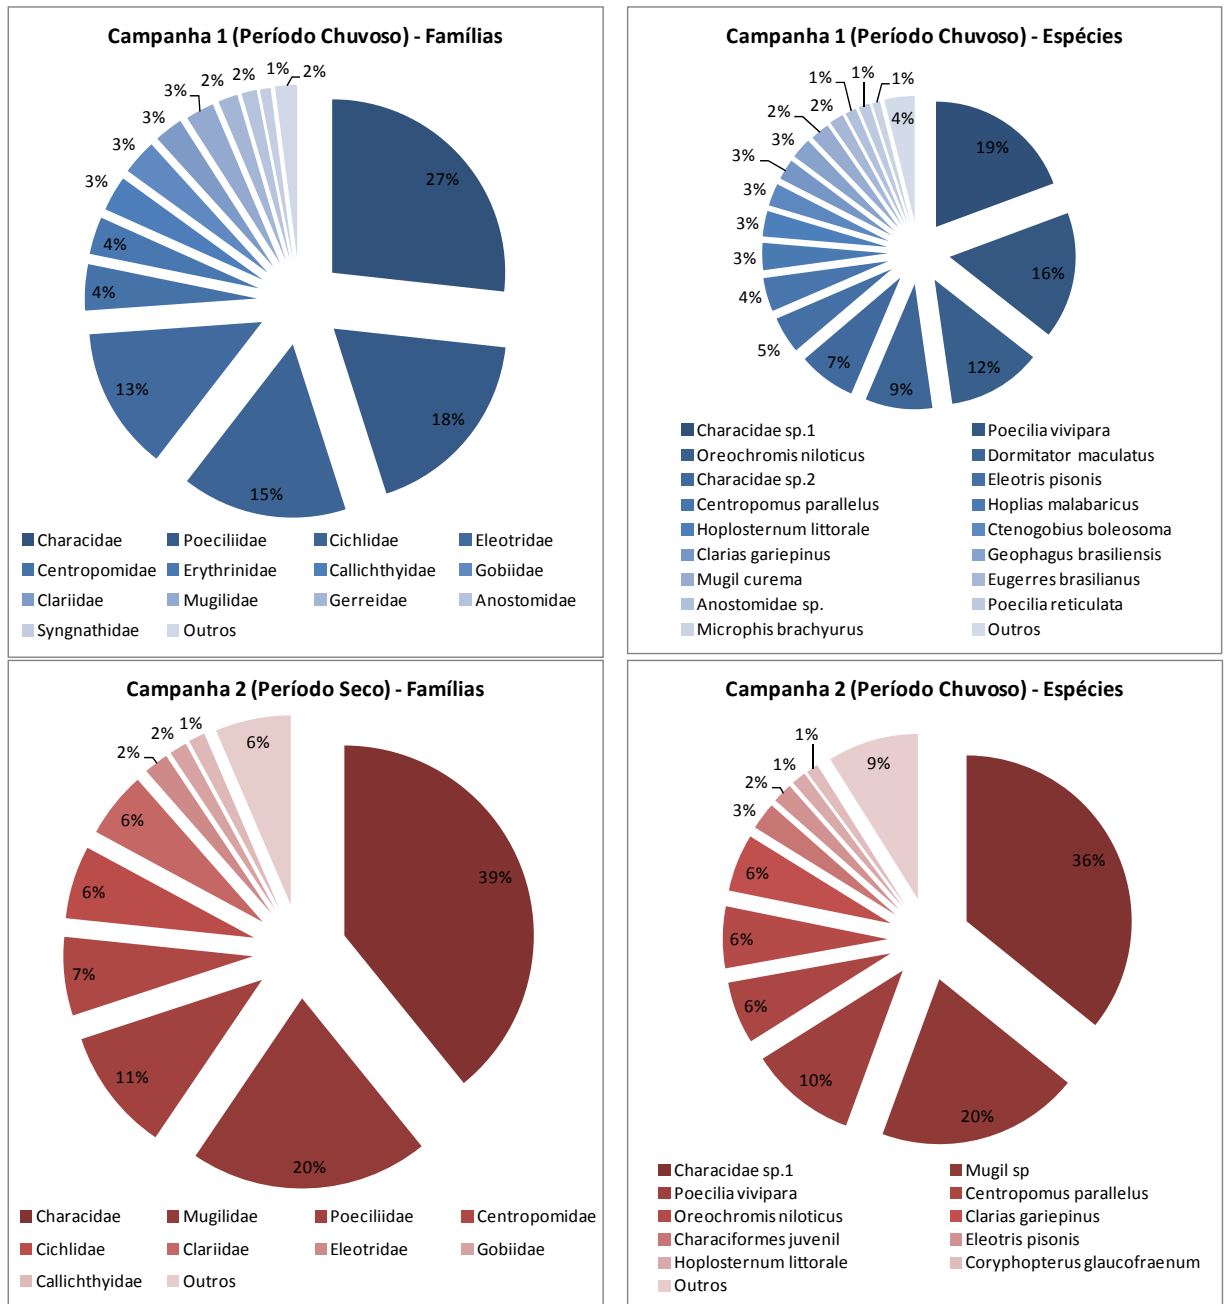 Campanha 1 (Período Chuvoso) - Famílias
3% 2% 2% 1% 2%
3%
3%
3%
4%
4%
13%
15%
18%
27%
Characidae Poeciliidae Cichlidae Eleotridae
Centropomidae Erythrinidae Callichthyidae Gobiidae
Clariidae Mugilidae Gerreidae Anostomidae
Syngnathidae Outros
Campanha 1 (Período Chuvoso) - Espécies
1% 1% 1%
2% 2% 4%
3%
3%
3%
3%
3%
4%
5%
7%
9%
12%
16%
19%
Characidae sp.1 Poecilia vivipara
Oreochromis niloticus Dormitator maculatus
Characidae sp.2 Eleotris pisonis
Centropomus parallelus Hoplias malabaricus
Hoplosternum littorale Ctenogobius boleosoma
Clarias gariepinus Geophagus brasiliensis
Mugil curema Eugerres brasilianus
Anostomidae sp. Poecilia reticulata
Microphis brachyurus Outros
Campanha 2 (Período Seco) - Famílias
2% 2% 1% 6%
6%
6%
7%
11%
20%
39%
Characidae Mugilidae Poeciliidae Centropomidae
Cichlidae Clariidae Eleotridae Gobiidae
Callichthyidae Outros
Campanha 2 (Período Chuvoso) - Espécies
1%
2% 1% 9%
3%
6%
6%
6%
10%
20%
36%
Characidae sp.1 Mugil sp
Poecilia vivipara Centropomus parallelus
Oreochromis niloticus Clarias gariepinus
Characiformes juvenil Eleotris pisonis
Hoplosternum littorale Coryphopterus glaucofraenum
Outros